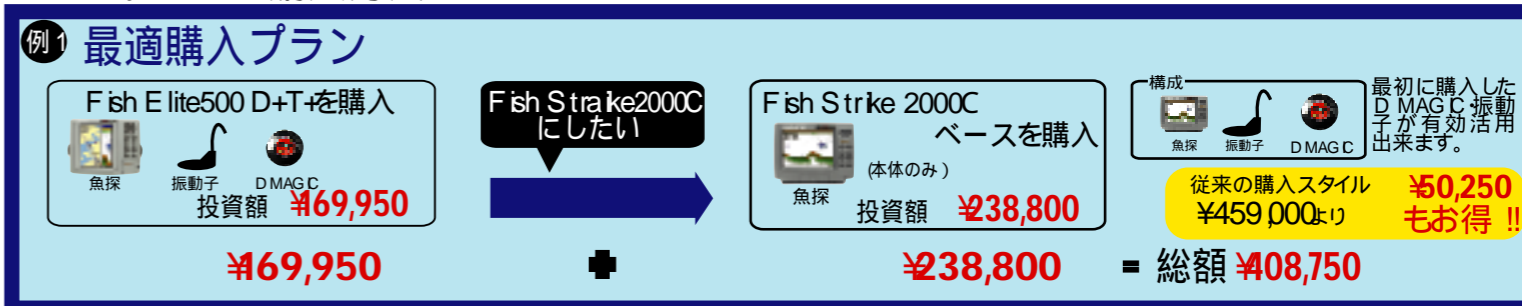 例1 最適購入プラン
Fish Elite500 D+T+を購入
魚探 振動子 D MAGIC
投資額 ¥169,950
Fish Straike2000C
にしたい
Fish Strike 2000C
ベースを購入
(本体のみ)
魚探
投資額 ¥238,800
構成
魚探 振動子 D MAGIC
最初に購入した
D MAGIC・振動
子が有効活用
出来ます。
従来の購入スタイル
¥459,000より
¥50,250
もお得!!
¥169,950 + ¥238,800 = 総額 ¥408,750